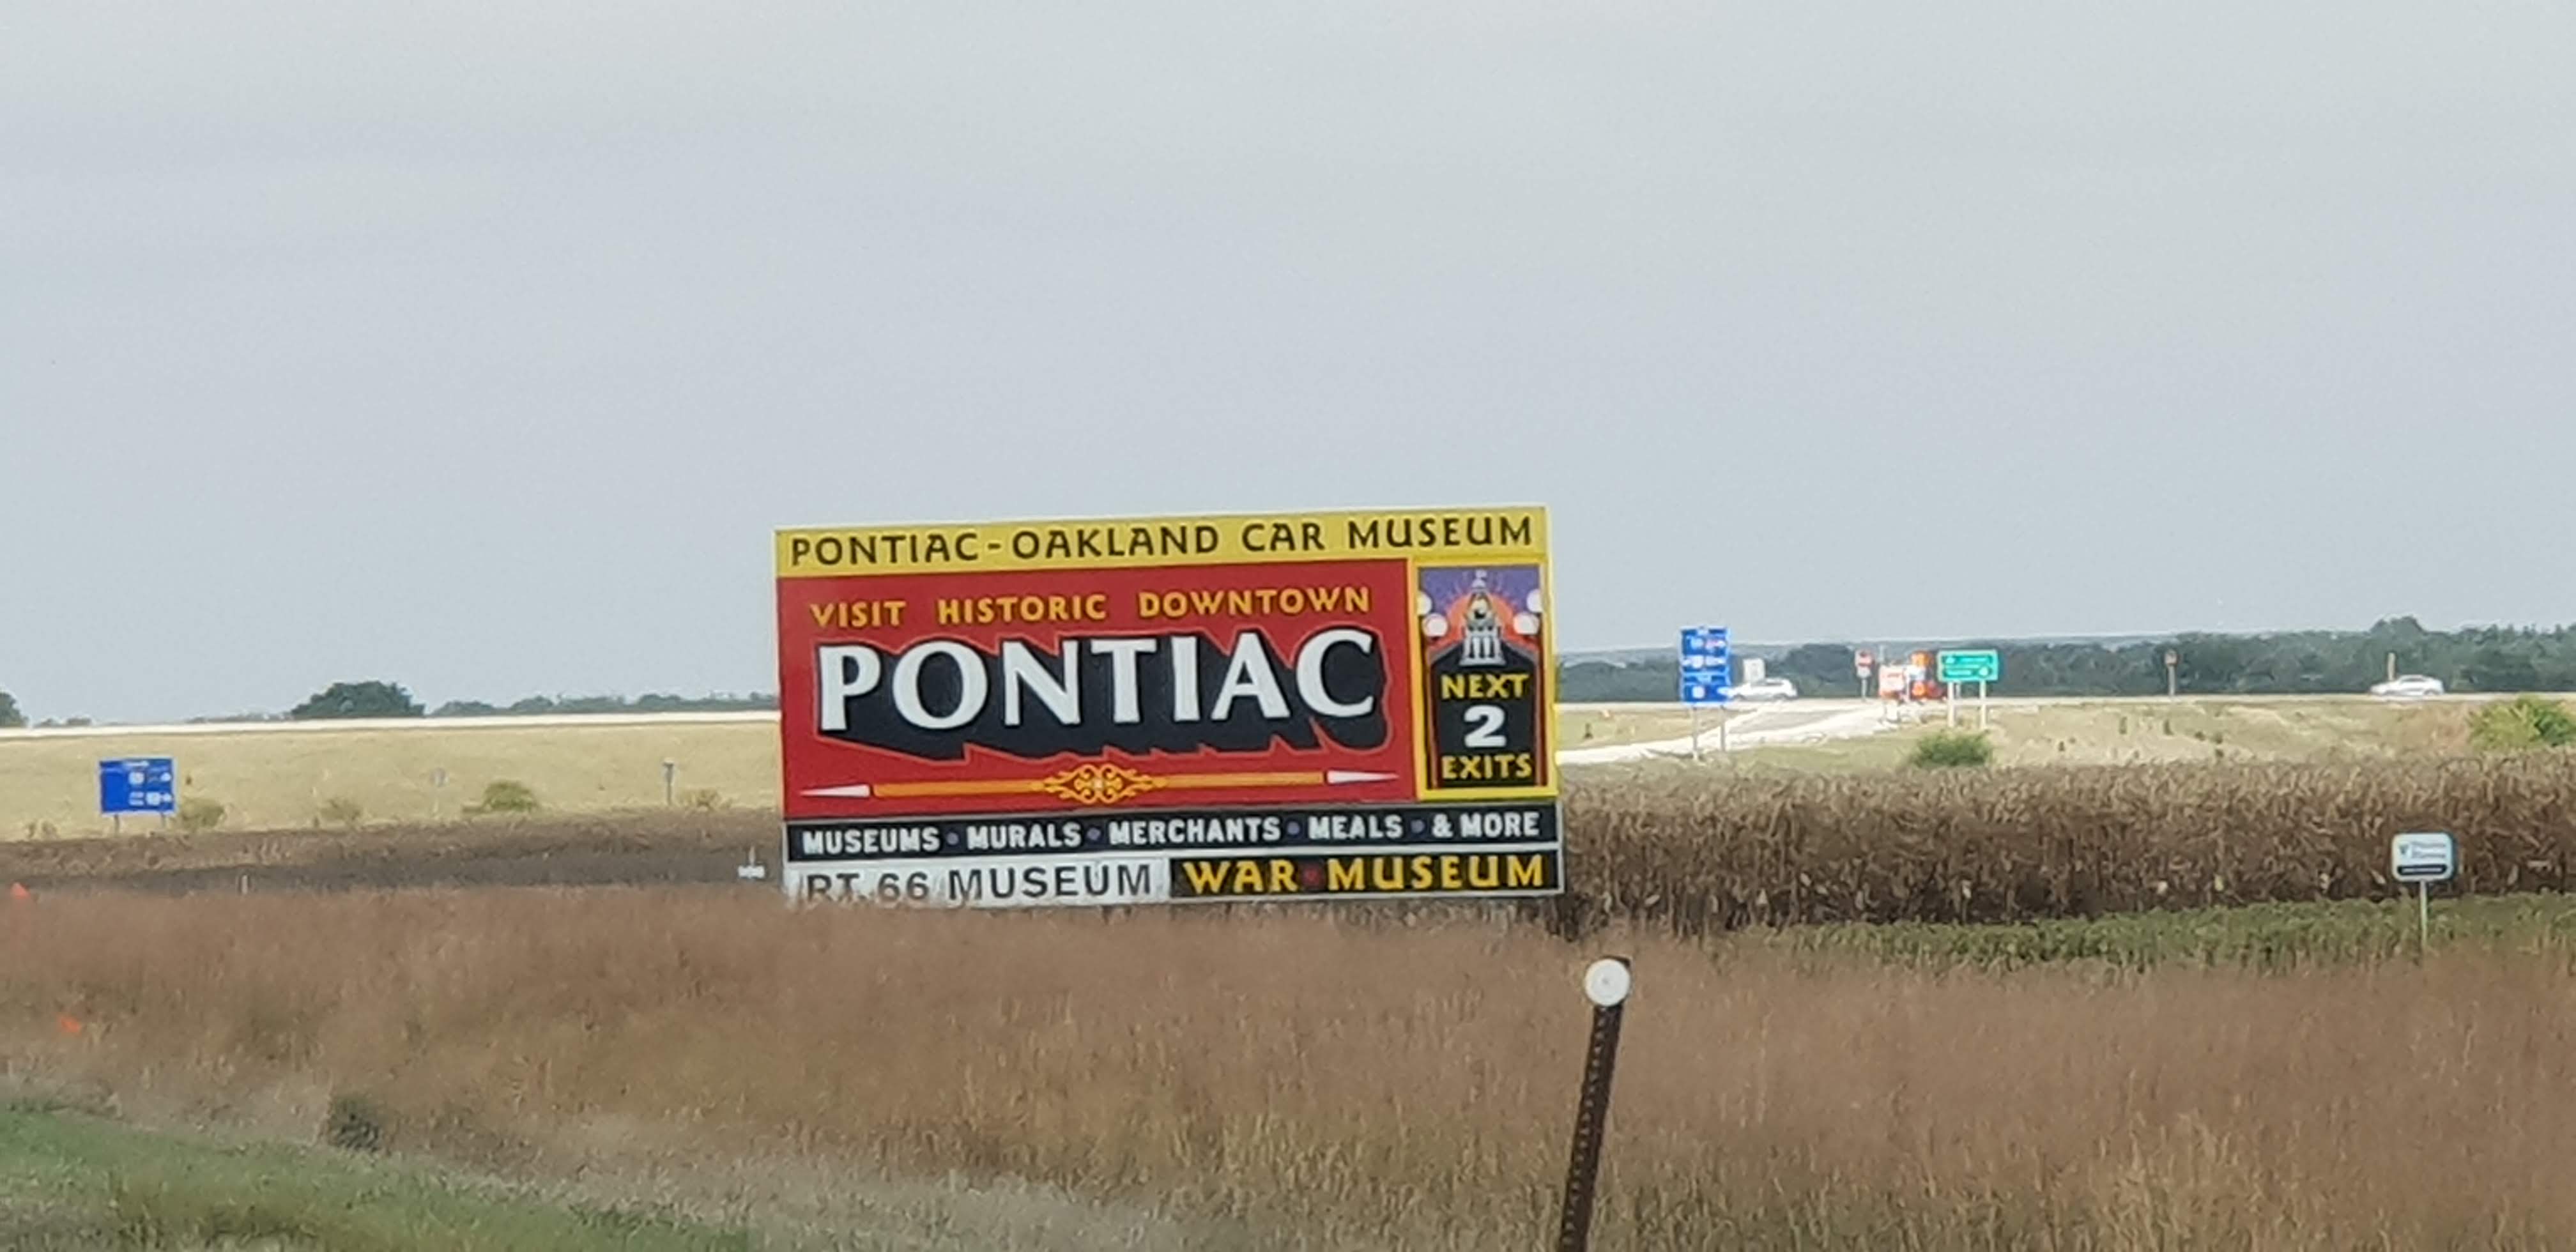 PONTIAC-OAKLAND CAR MUSEUM
VISIT HISTORIC DOWNTOWN
PONTIAC
NEXT
2
EXITS
MUSEUMS • MURALS • MERCHANTS • MEALS • & MORE
RT. 66 MUSEUM
WAR MUSEUM